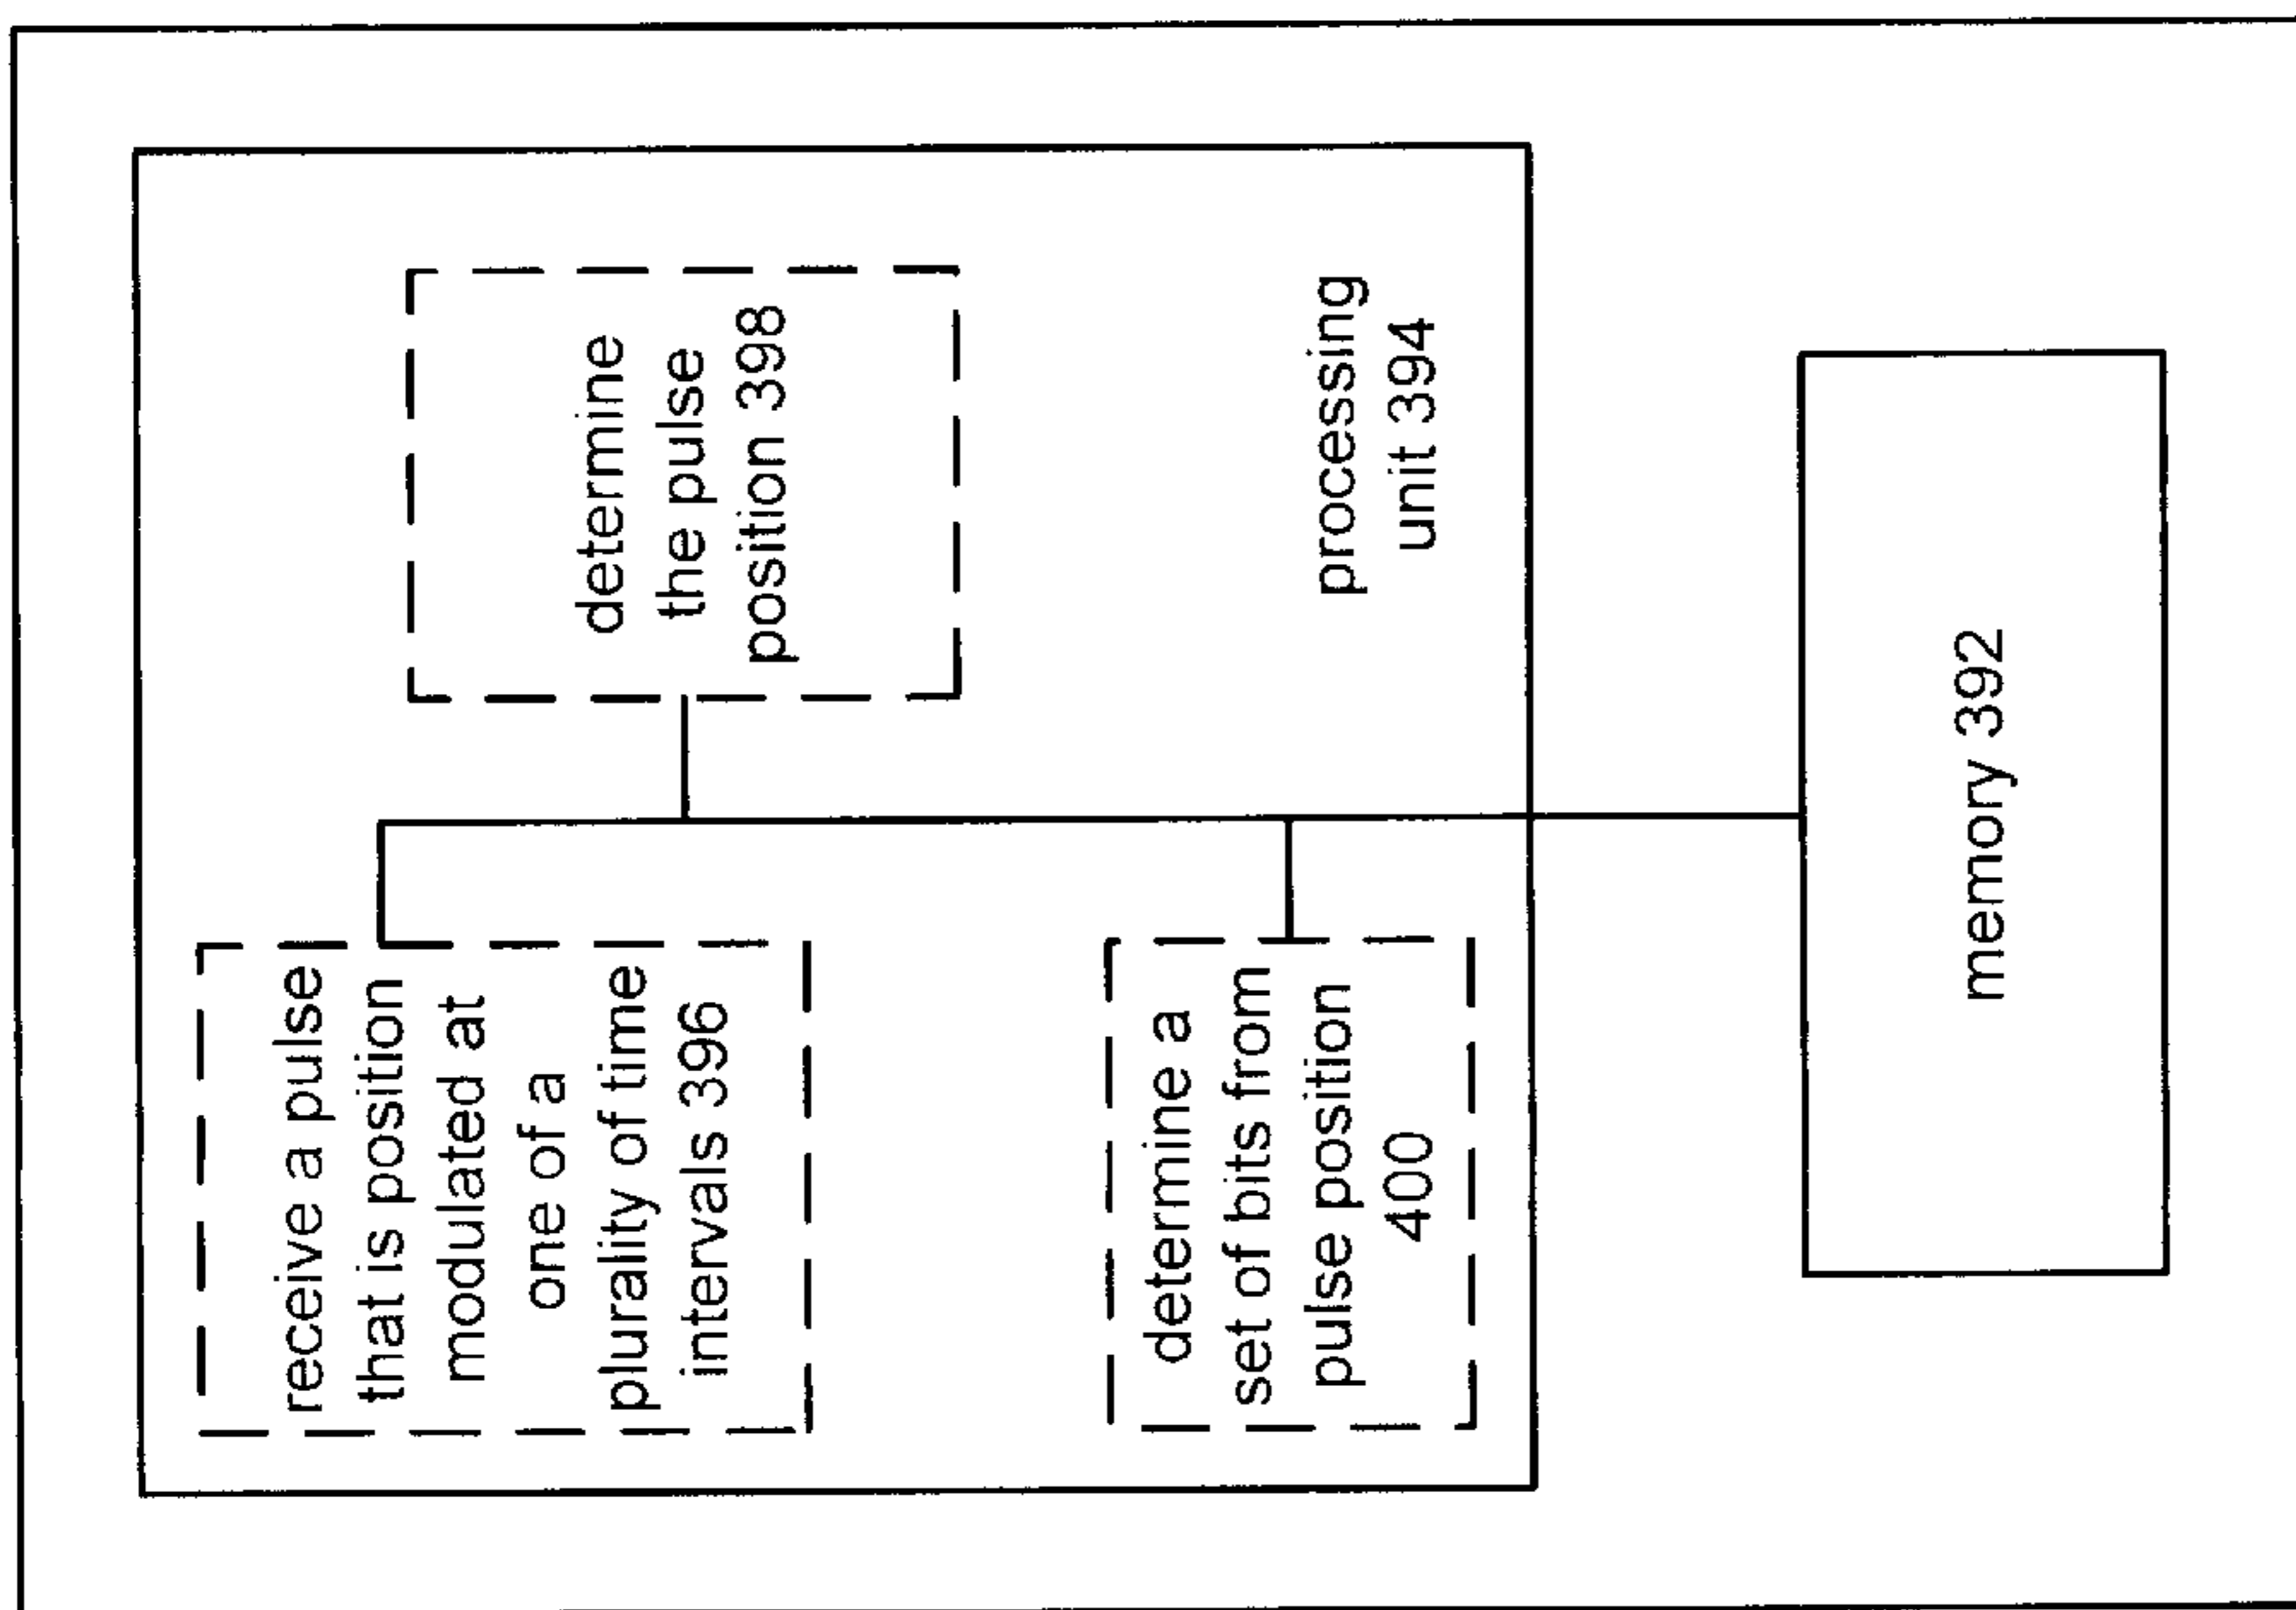 receive a pulse
that is position
modulated at
one of a
plurality of time
intervals 396
determine
the pulse
position 398
determine a
set of bits from
pulse position
400
processing
unit 394
memory 392